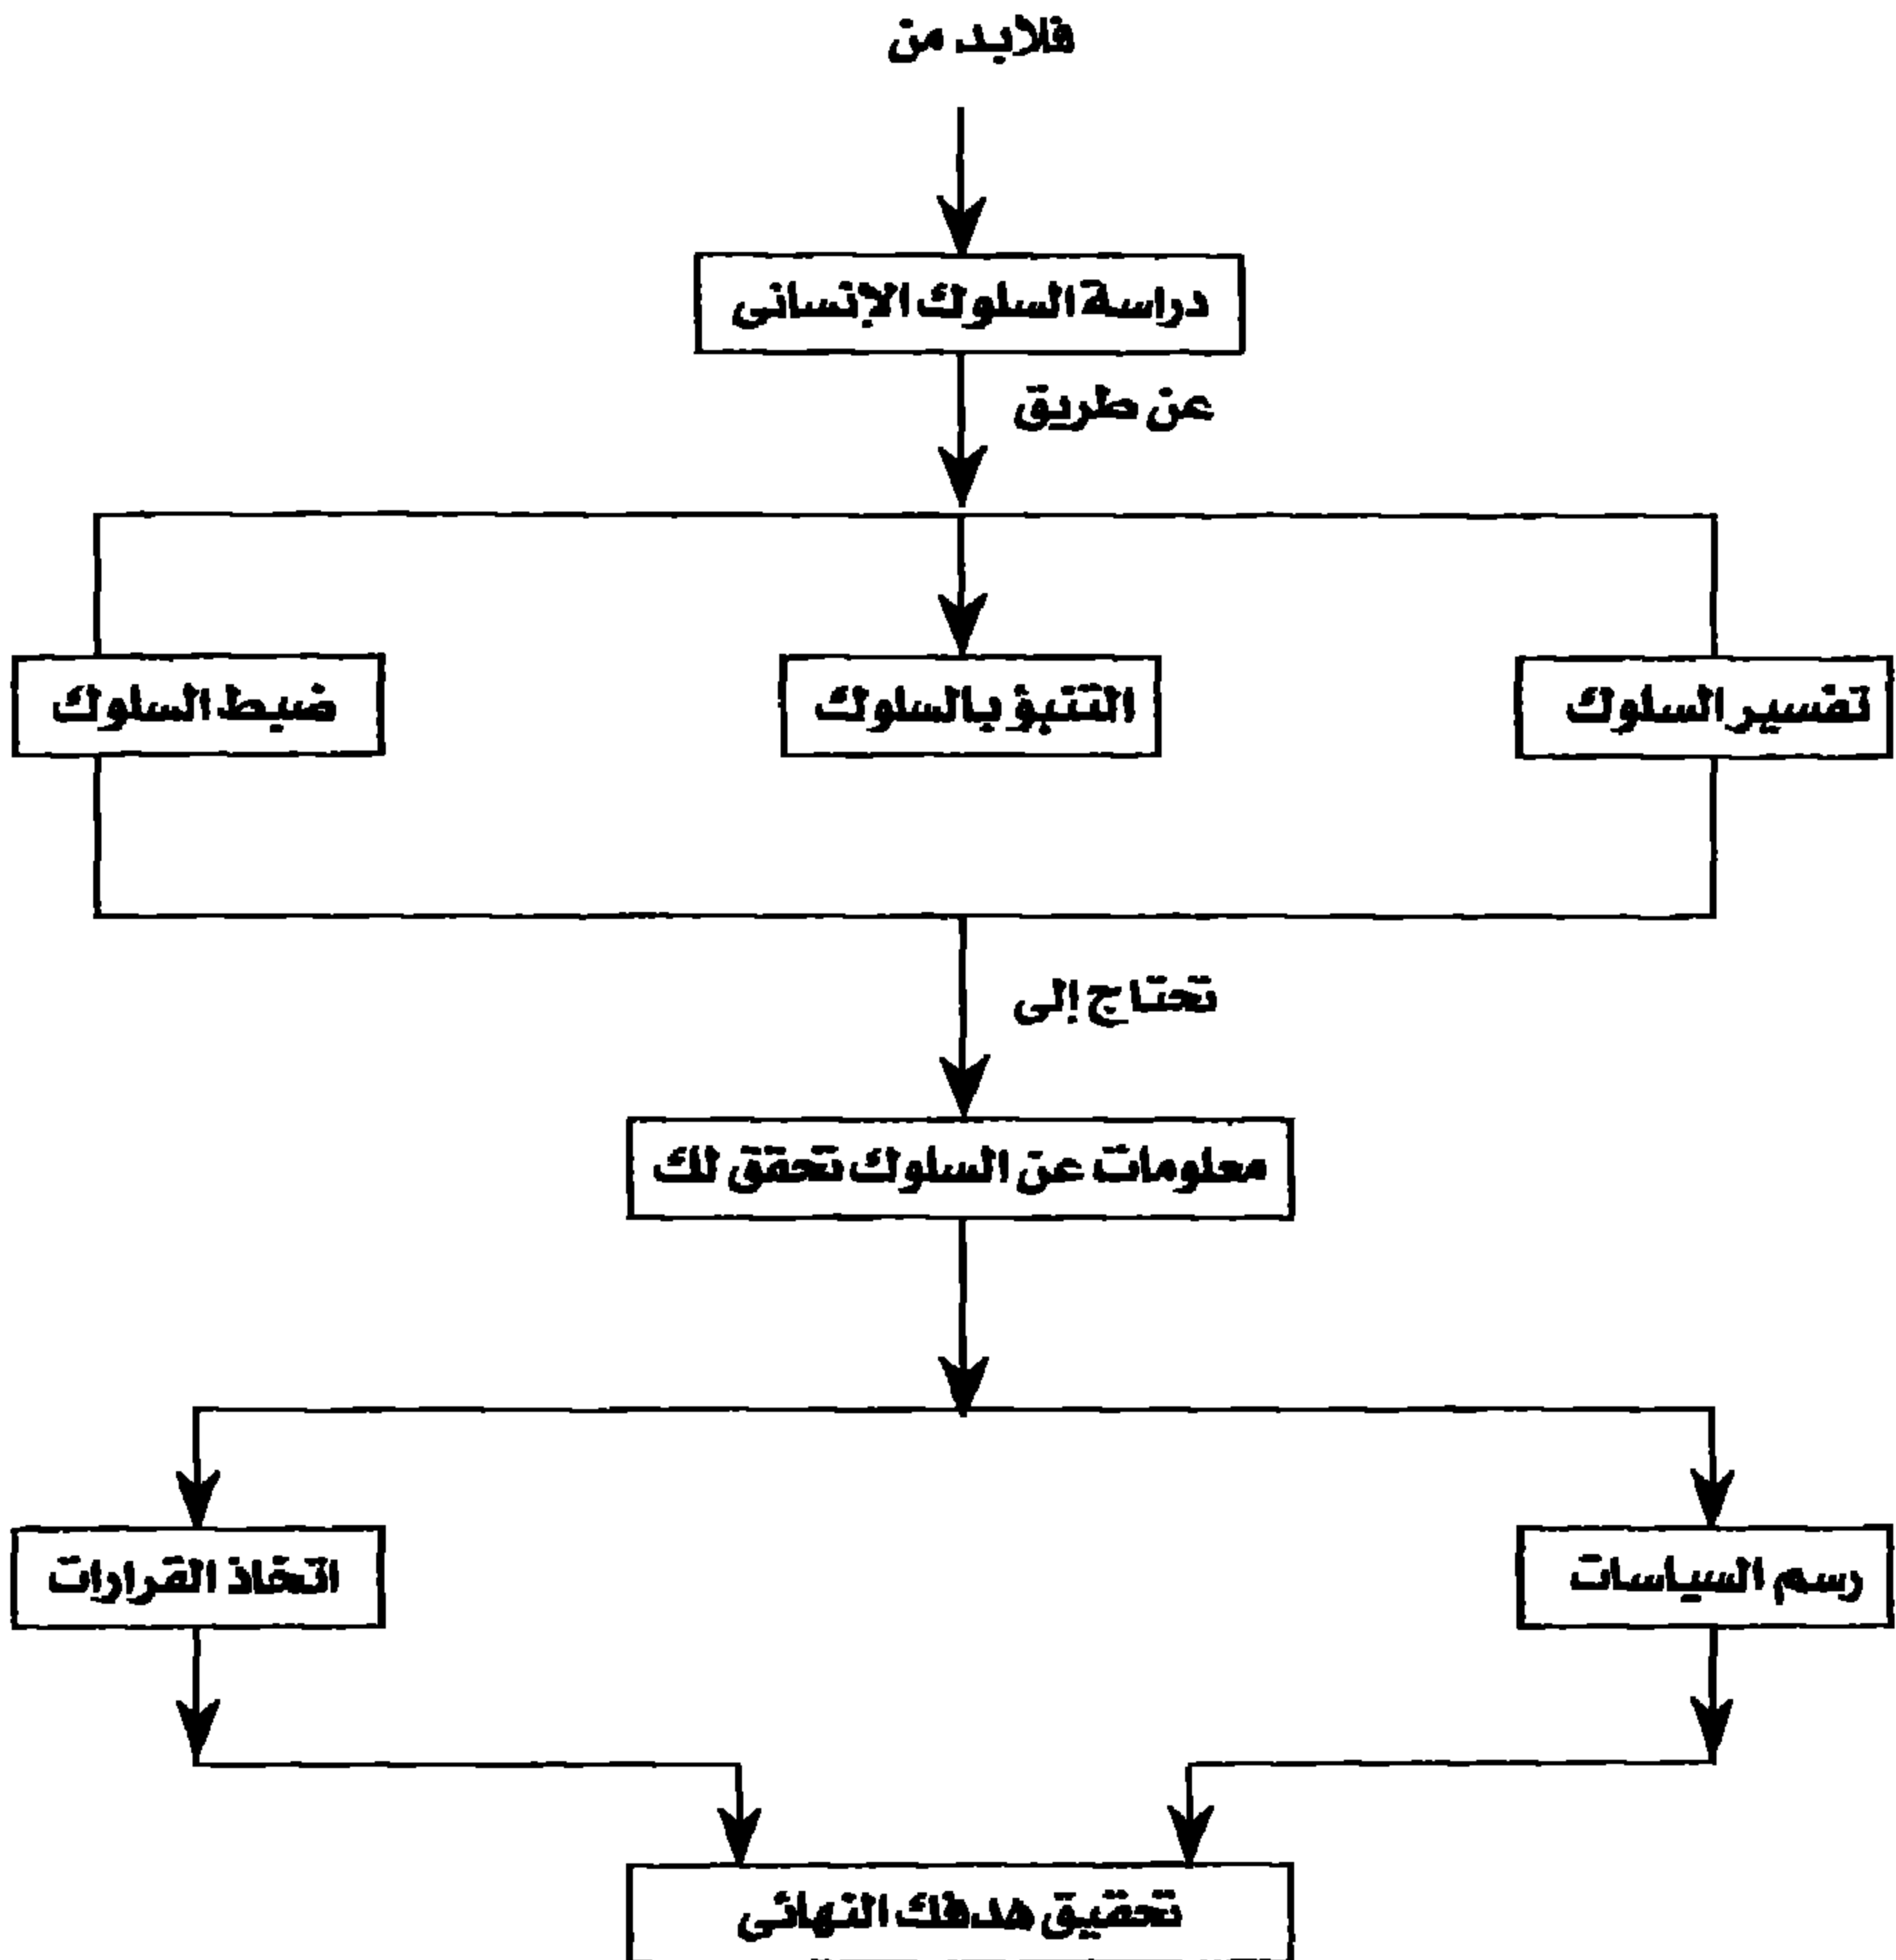 فلابد من
دراسة السلوك الإنسانى
عن طريق
تفسير السلوك
التنبؤ بالسلوك
ضبط السلوك
تحتاج إلى
معلومات عن السلوك تحقق لك
رسم السياسات
اتخاذ القرارات
تحقيق هدفك النهائى